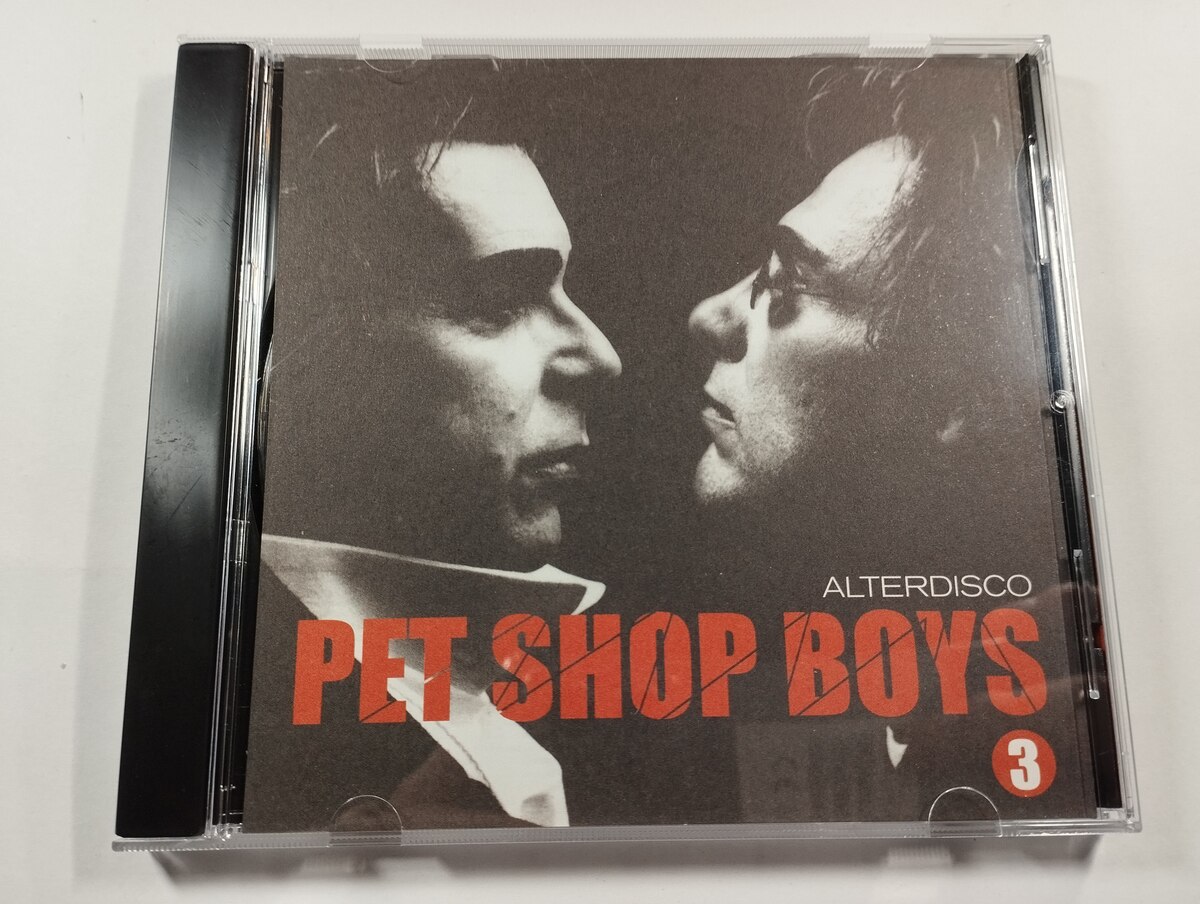 ALTERDISCO
PET SHOP BOYS
3